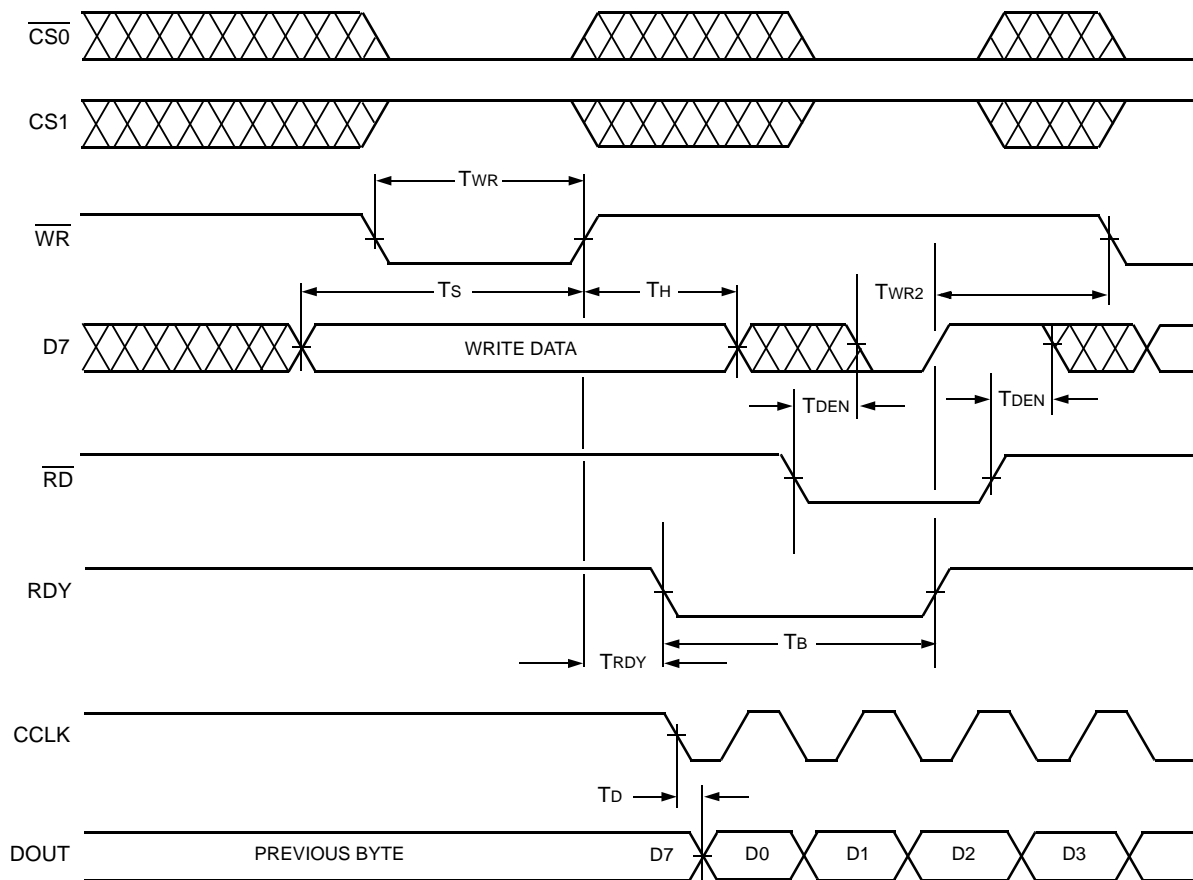 CS0
CS1
TWR
WR
TS
TH
TWR2
D7
WRITE DATA
TDEN
TDEN
RD
RDY
TB
TRDY
CCLK
TD
DOUT
PREVIOUS BYTE
D7
D0
D1
D2
D3